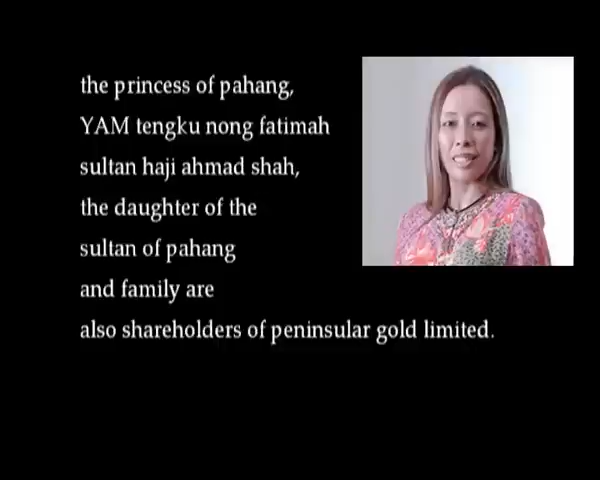 the princess of pahang,
YAM tengku nong fatimah
sultan haji ahmad shah,
the daughter of the
sultan of pahang
and family are
also shareholders of peninsular gold limited.